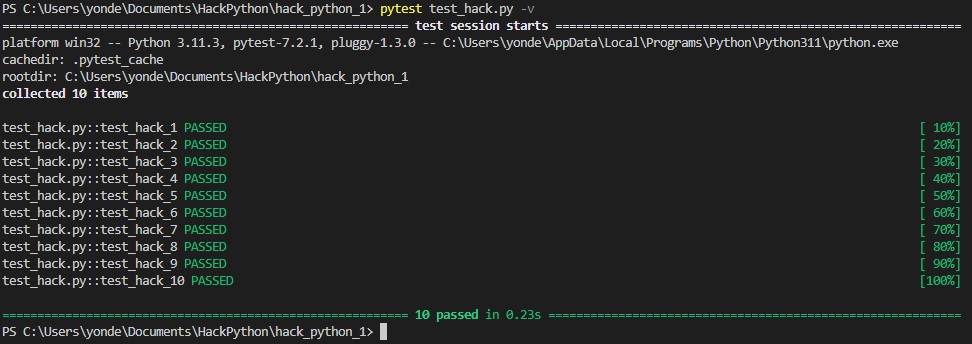 PS C:\Users\yonde\Documents\HackPython\hack_python_1> pytest test_hack.py -v
================================================== test session starts ==================================================
platform win32 -- Python 3.11.3, pytest-7.2.1, pluggy-1.3.0 -- C:\Users\yonde\AppData\Local\Programs\Python\Python311\python.exe
cachedir: .pytest_cache
rootdir: C:\Users\yonde\Documents\HackPython\hack_python_1
collected 10 items
test_hack.py::test_hack_1 PASSED [ 10%]
test_hack.py::test_hack_2 PASSED [ 20%]
test_hack.py::test_hack_3 PASSED [ 30%]
test_hack.py::test_hack_4 PASSED [ 40%]
test_hack.py::test_hack_5 PASSED [ 50%]
test_hack.py::test_hack_6 PASSED [ 60%]
test_hack.py::test_hack_7 PASSED [ 70%]
test_hack.py::test_hack_8 PASSED [ 80%]
test_hack.py::test_hack_9 PASSED [ 90%]
test_hack.py::test_hack_10 PASSED [100%]
================================================== 10 passed in 0.23s ==================================================
PS C:\Users\yonde\Documents\HackPython\hack_python_1>